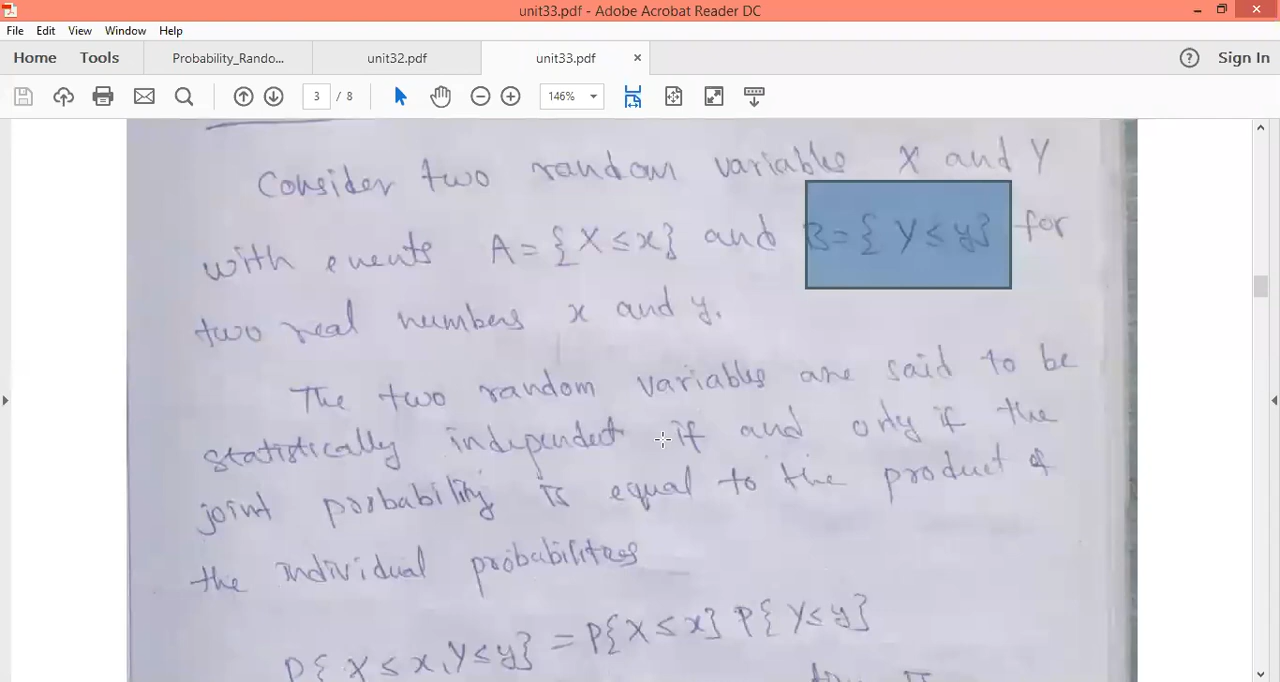 unit33.pdf - Adobe Acrobat Reader DC
File Edit View Window Help
Home Tools Probability_Rando... unit32.pdf unit33.pdf × Sign In
3 / 8 146%
Consider two random variables X and Y
with events A = {X ≤ x} and B = {Y ≤ y} for
two real numbers x and y.
The two random variables are said to be
statistically independent if and only if the
joint probability is equal to the product of
the individual probabilities
P{X ≤ x, Y ≤ y} = P{X ≤ x} P{Y ≤ y}